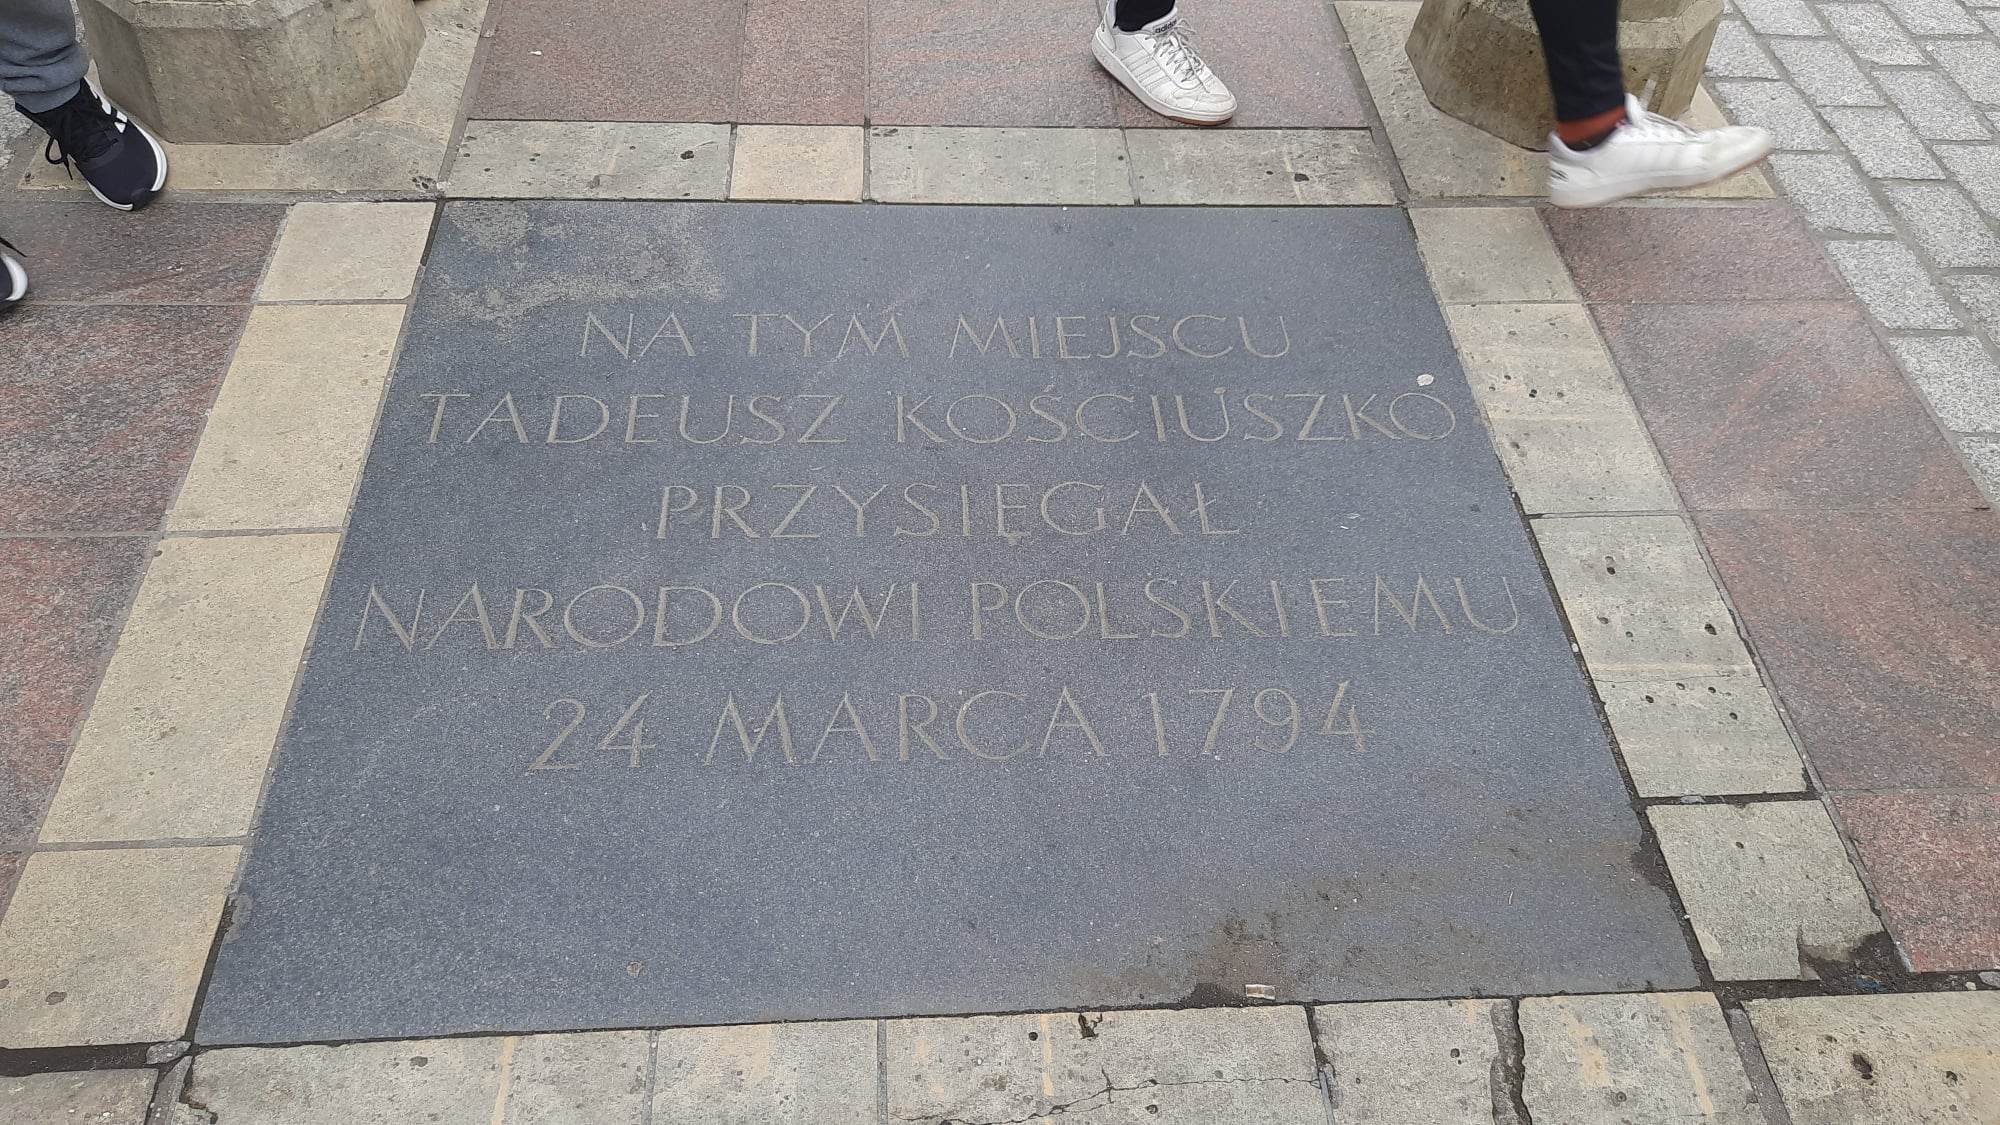 NA TYM MIEJSCU
TADEUSZ KOŚCIUSZKO
PRZYSIĘGAŁ
NARODOWI POLSKIEMU
24 MARCA 1794